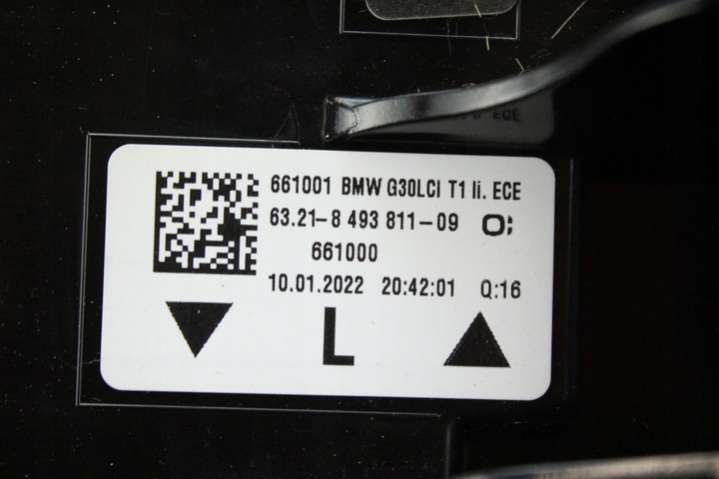 661001 BMW G30LCI T1 li. ECE
63.21-8 493 811-09
661000
10.01.2022 20:42:01 Q:16
L
ECE